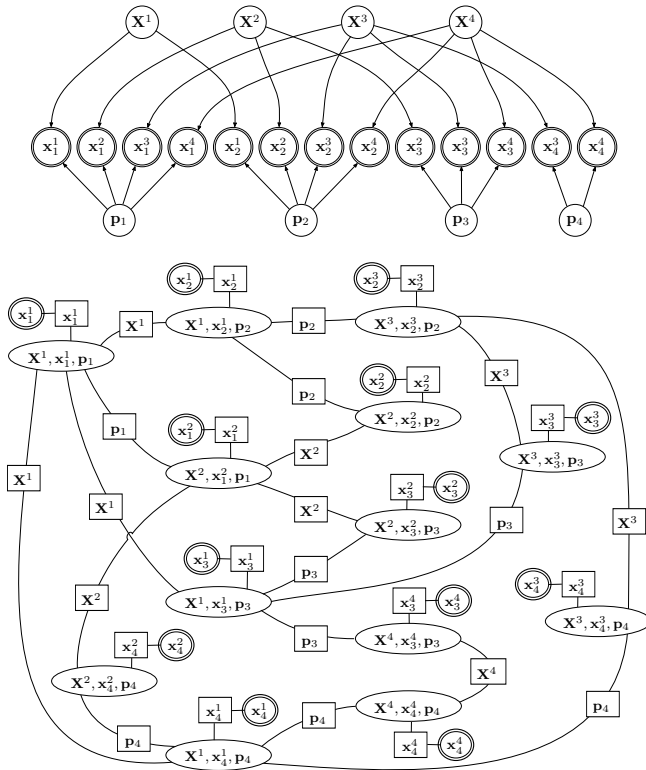 X¹ X² X³ X⁴
x₁¹ x₁² x₁³ x₁⁴ x₂¹ x₂² x₂³ x₂⁴ x₃² x₃³ x₃⁴ x₄³ x₄⁴
p₁ p₂ p₃ p₄
x₂¹ x₂¹ x₂³ x₂³
x₁¹ x₁¹
X¹ X¹, x₂¹, p₂ p₂ X³, x₂³, p₂
X¹, x₁¹, p₁
X³
x₂² x₂²
p₂
p₁ x₁² x₁² X², x₂², p₂ x₃³ x₃³
X²
X³, x₃³, p₃
X¹ X², x₁², p₁
x₃² x₃²
X¹ X²
X², x₃², p₃ p₃ X³
x₃¹ x₃¹
p₃
x₄³ x₄³
X² X¹, x₃¹, p₃ x₃⁴ x₃⁴
X³, x₄³, p₄
p₃ X⁴, x₃⁴, p₃
x₄² x₄²
X⁴
X², x₄², p₄
x₄¹ x₄¹ X⁴, x₄⁴, p₄ p₄
p₄ p₄
X¹, x₄¹, p₄ x₄⁴ x₄⁴